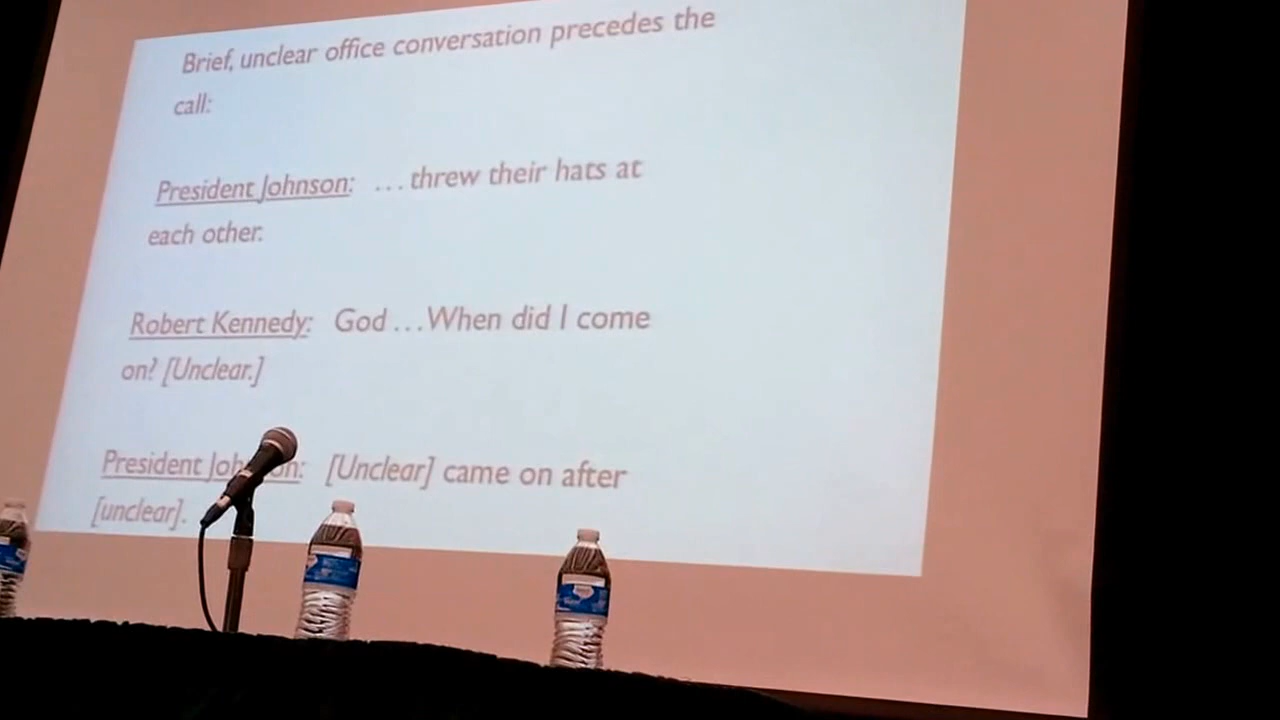 Brief, unclear office conversation precedes the
call:
President Johnson: ... threw their hats at
each other.
Robert Kennedy: God ... When did I come
on? [Unclear.]
President Johnson: [Unclear] came on after
[unclear].